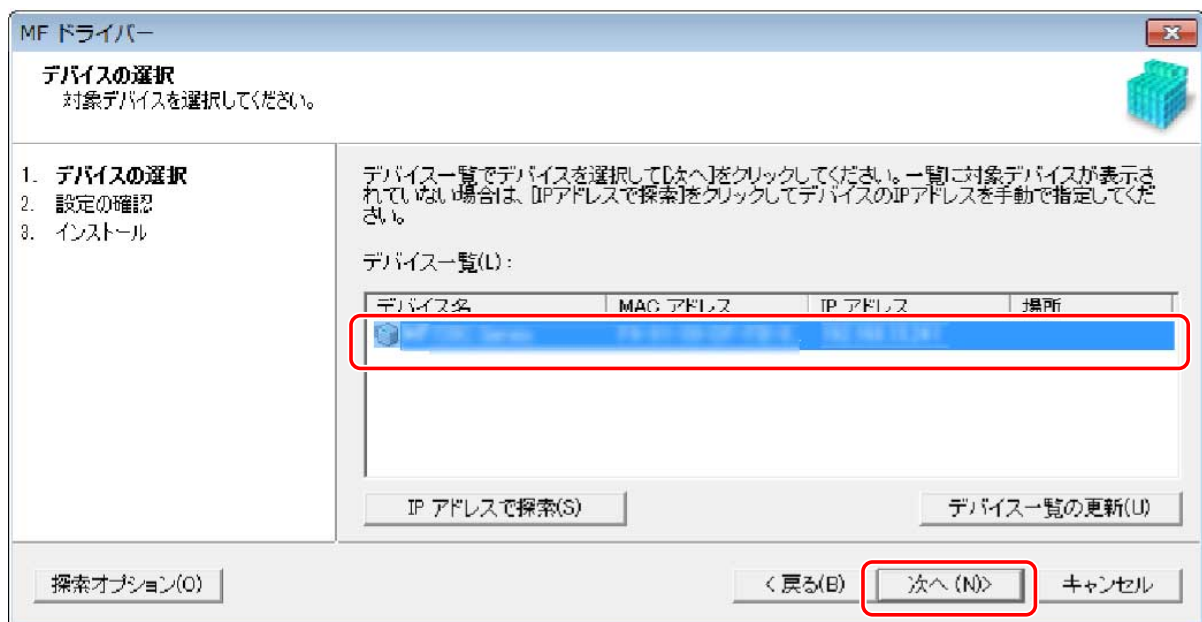 MF ドライバー
デバイスの選択
対象デバイスを選択してください。
1. デバイスの選択
2. 設定の確認
3. インストール
デバイス一覧でデバイスを選択して[次へ]をクリックしてください。一覧に対象デバイスが表示さ
れていない場合は、[IPアドレスで探索]をクリックしてデバイスのIPアドレスを手動で指定してくだ
さい。
デバイス一覧(L):
デバイス名 MAC アドレス IP アドレス 場所
IP アドレスで探索(S) デバイス一覧の更新(U)
探索オプション(O) < 戻る(B) 次へ (N)> キャンセル